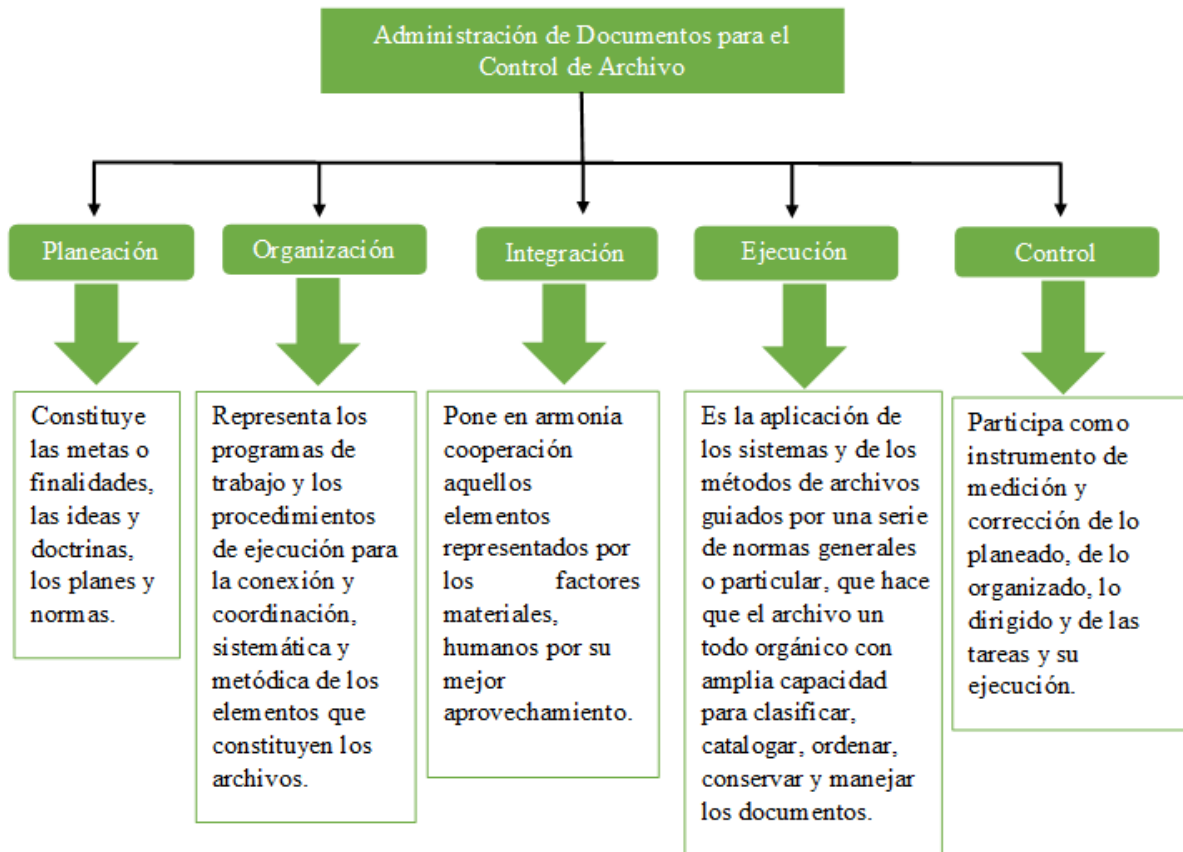 Administración de Documentos para el
Control de Archivo
Planeación
Organización
Integración
Ejecución
Control
Constituye
las metas o
finalidades,
las ideas y
doctrinas,
los planes y
normas.
Representa los
programas de
trabajo y los
procedimientos
de ejecución para
la conexión y
coordinación,
sistemática y
metódica de los
elementos que
constituyen los
archivos.
Pone en armonía
cooperación
aquellos
elementos
representados por
los factores
materiales,
humanos por su
mejor
aprovechamiento.
Es la aplicación de
los sistemas y de los
métodos de archivos
guiados por una serie
de normas generales
o particular, que hace
que el archivo un
todo orgánico con
amplia capacidad
para clasificar,
catalogar, ordenar,
conservar y manejar
los documentos.
Participa como
instrumento de
medición y
corrección de lo
planeado, de lo
organizado, lo
dirigido y de las
tareas y su
ejecución.